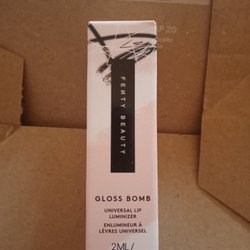 FENTY BEAUTY
GLOSS BOMB
UNIVERSAL LIP
LUMINIZER
ENLUMINEUR À
LÈVRES UNIVERSEL
2ML/